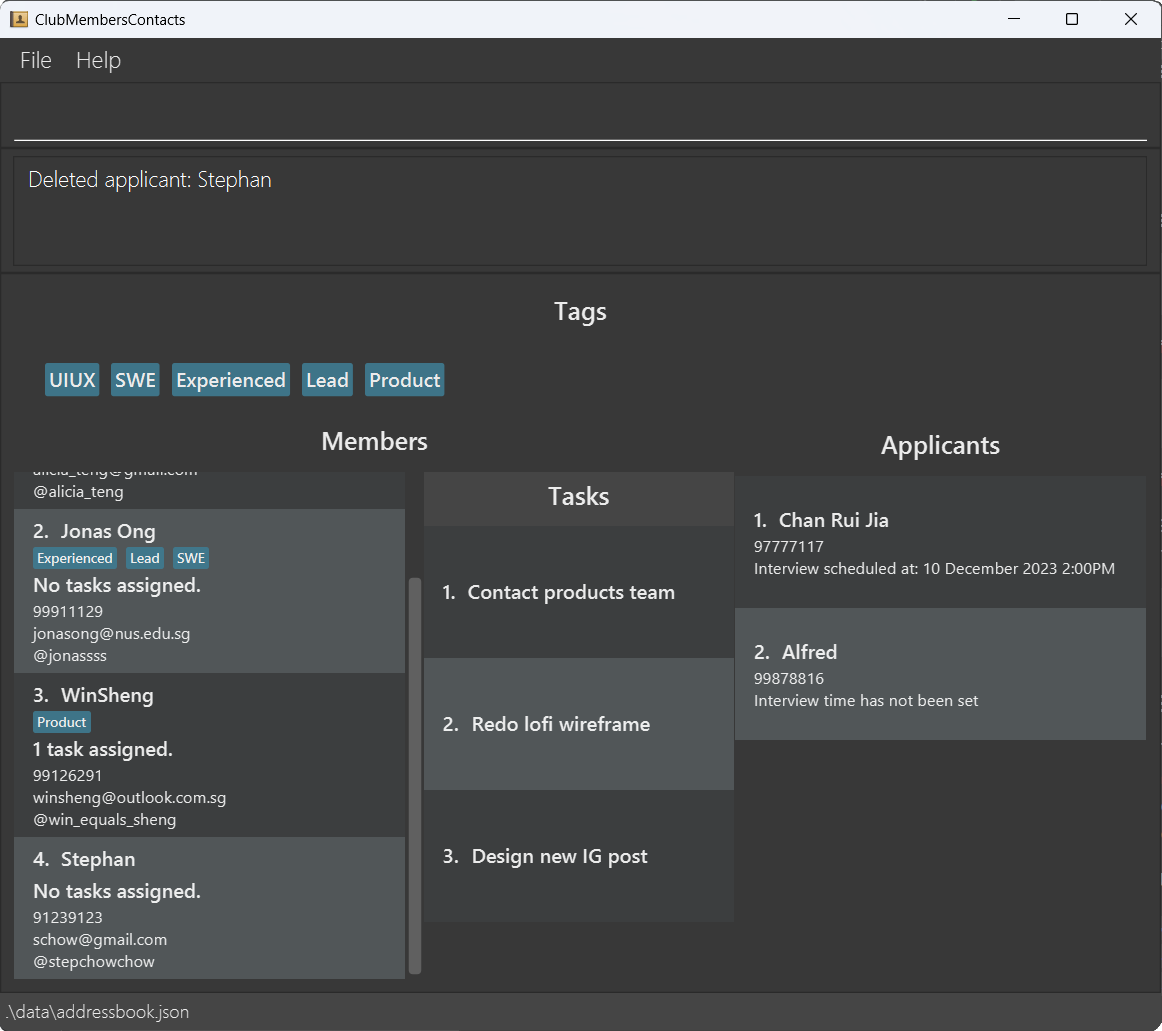 ClubMembersContacts
File Help
Deleted applicant: Stephan
Tags
UIUX SWE Experienced Lead Product
Members
alicia_teng@gmail.com
@alicia_teng
2. Jonas Ong
Experienced Lead SWE
No tasks assigned.
99911129
jonasong@nus.edu.sg
@jonassss
3. WinSheng
Product
1 task assigned.
99126291
winsheng@outlook.com.sg
@win_equals_sheng
4. Stephan
No tasks assigned.
91239123
schow@gmail.com
@stepchowchow
Tasks
1. Contact products team
2. Redo lofi wireframe
3. Design new IG post
Applicants
1. Chan Rui Jia
97777117
Interview scheduled at: 10 December 2023 2:00PM
2. Alfred
99878816
Interview time has not been set
.\data\addressbook.json